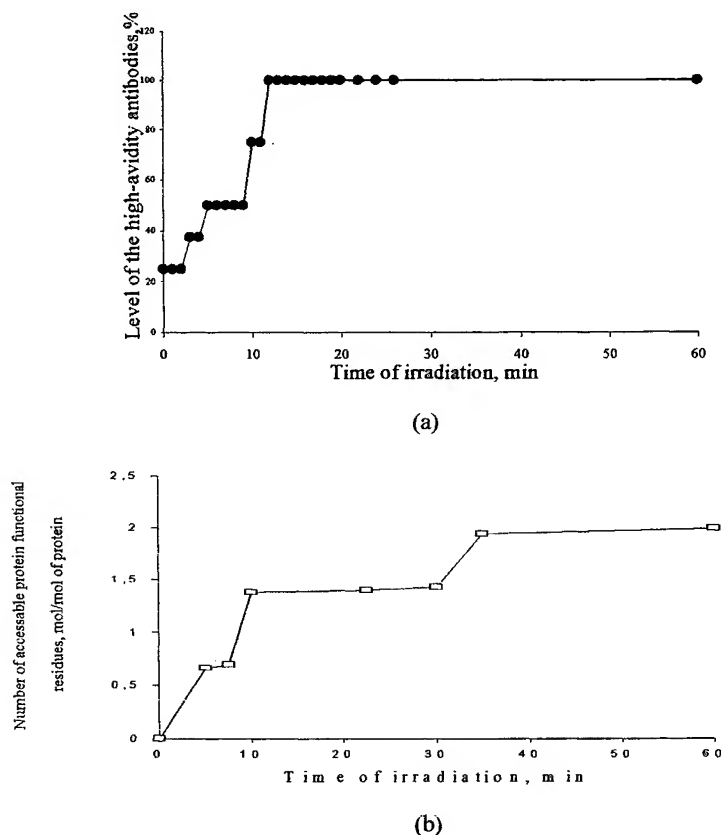 Level of the high-avidity antibodies,%
120
100
80
60
40
20
0
0 10 20 30 40 50 60
Time of irradiation, min
(a)
Number of accessable protein functional
residues, mol/mol of protein
2,5
2
1,5
1
0,5
0
0 10 20 30 40 50 60
Time of irradiation, min
(b)